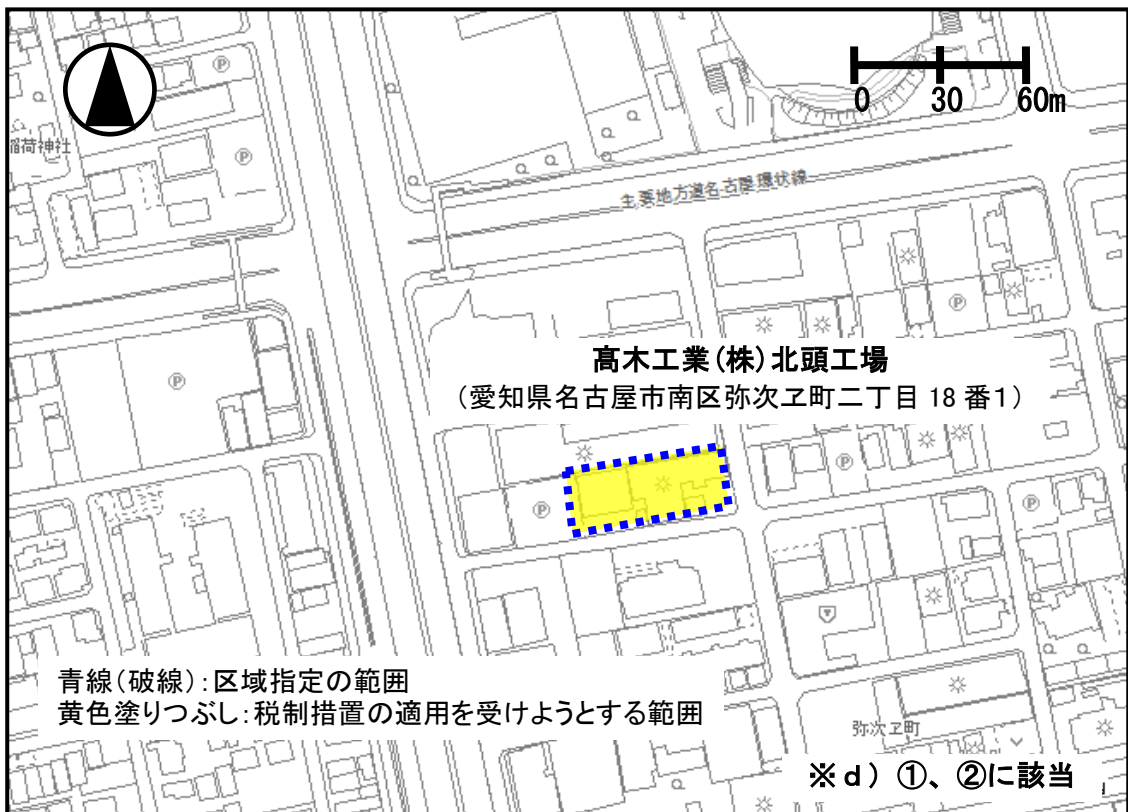 0 30 60m
稲荷神社
主要地方道名古屋環状線
髙木工業(株)北頭工場
(愛知県名古屋市南区弥次ヱ町二丁目 18 番1)
青線(破線):区域指定の範囲
黄色塗りつぶし:税制措置の適用を受けようとする範囲
弥次ヱ町
※d) ①、②に該当